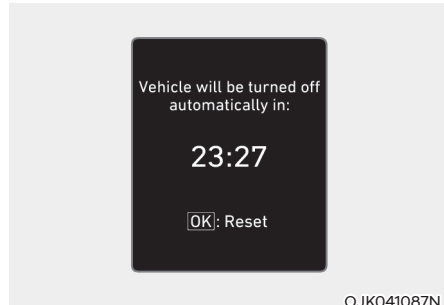 Vehicle will be turned off
automatically in:
23:27
OK: Reset
OJK041087N